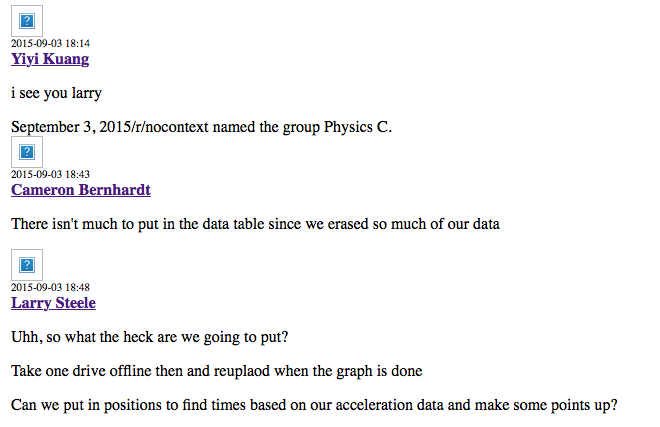 2015-09-03 18:14
Yiyi Kuang
i see you larry
September 3, 2015/r/nocontext named the group Physics C.
2015-09-03 18:43
Cameron Bernhardt
There isn't much to put in the data table since we erased so much of our data
2015-09-03 18:48
Larry Steele
Uhh, so what the heck are we going to put?
Take one drive offline then and reuplaod when the graph is done
Can we put in positions to find times based on our acceleration data and make some points up?